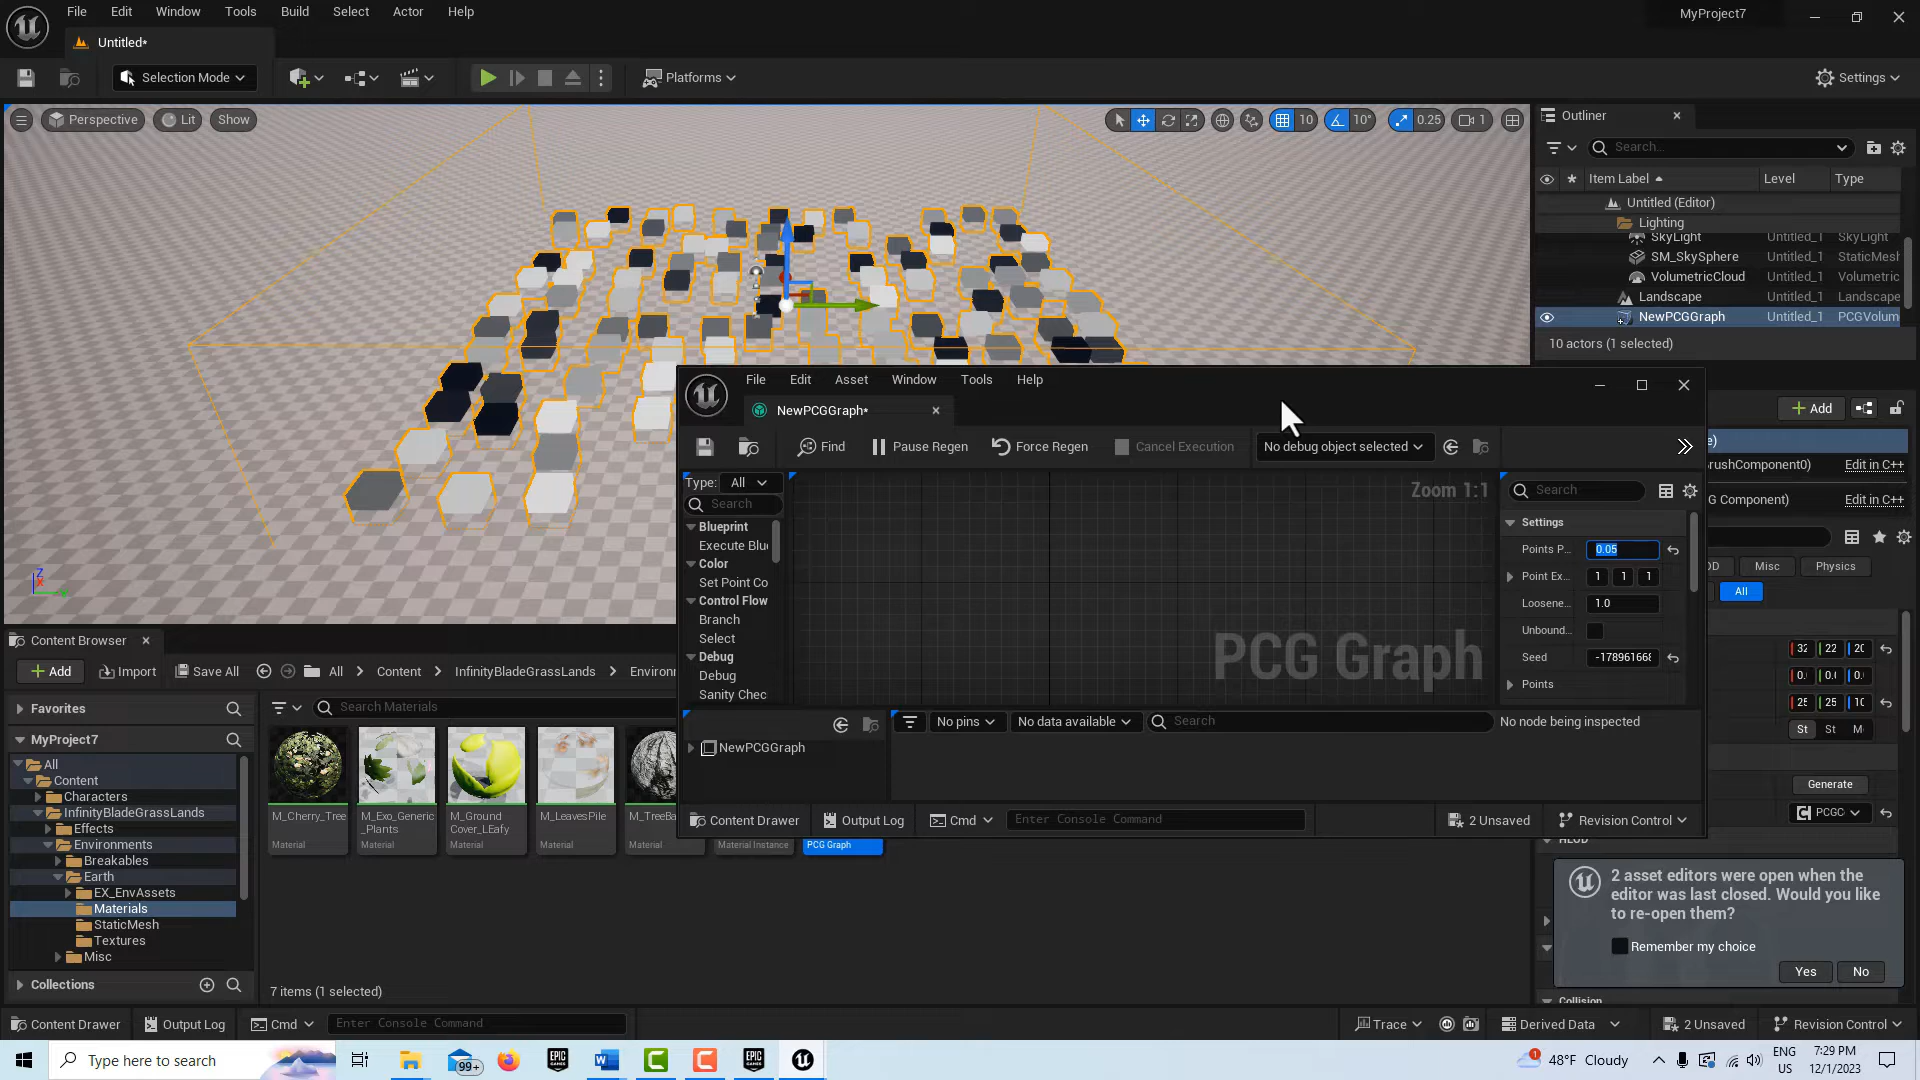 File Edit Window Tools Build Select Actor Help
MyProject7
Untitled*
Selection Mode
Platforms
Settings
Perspective
Lit
Show
10
10°
0.25
1
Outliner
Search...
Item Label
Level
Type
Untitled (Editor)
Lighting
SkyLight Untitled_1 SkyLight
SM_SkySphere Untitled_1 StaticMesh
VolumetricCloud Untitled_1 Volumetric
Landscape Untitled_1 Landscape
NewPCGGraph Untitled_1 PCGVolum
10 actors (1 selected)
File Edit Asset Window Tools Help
NewPCGGraph*
Find
Pause Regen
Force Regen
Cancel Execution
No debug object selected
Type: All
Search
Blueprint
Execute Blu
Color
Set Point Co
Control Flow
Branch
Select
Debug
Debug
Sanity Chec
Zoom 1:1
PCG Graph
Search
Settings
Points P... 0.05
Point Ex... 1 1 1
Loosene... 1.0
Unbound...
Seed -178961668
Points
NewPCGGraph
No pins
No data available
Search
No node being inspected
Content Drawer
Output Log
Cmd
Enter Console Command
2 Unsaved
Revision Control
Add
rushComponent0) Edit in C++
G Component) Edit in C++
Misc
Physics
All
Generate
PCGC
Content Browser
Add
Import
Save All
All
Content
InfinityBladeGrassLands
Environ
Favorites
MyProject7
All
Content
Characters
InfinityBladeGrassLands
Effects
Environments
Breakables
Earth
EX_EnvAssets
Materials
StaticMesh
Textures
Misc
Collections
Search Materials
M_Cherry_Tree
Material
M_Exo_Generic
_Plants
Material
M_Ground
Cover_LEafy
Material
M_LeavesPile
Material
M_TreeBa
Material
Material Instance
PCG Graph
7 items (1 selected)
2 asset editors were open when the
editor was last closed. Would you like
to re-open them?
Remember my choice
Yes
No
Collision
Content Drawer
Output Log
Cmd
Enter Console Command
Trace
Derived Data
2 Unsaved
Revision Control
Type here to search
99+
EPIC
GAMES
EPIC
GAMES
1
48°F Cloudy
ENG
US
7:29 PM
12/1/2023